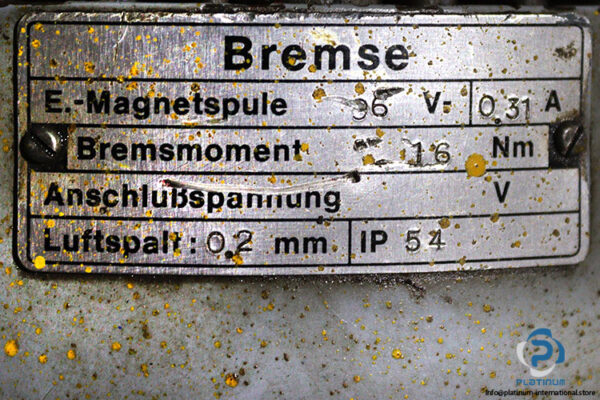 Bremse
E.-Magnetspule 96 V- 0.31 A
Bremsmoment 16 Nm
Anschlußspannung V
Luftspalt: 0.2 mm. IP 54
PLATINUM
info@platinum-international.store